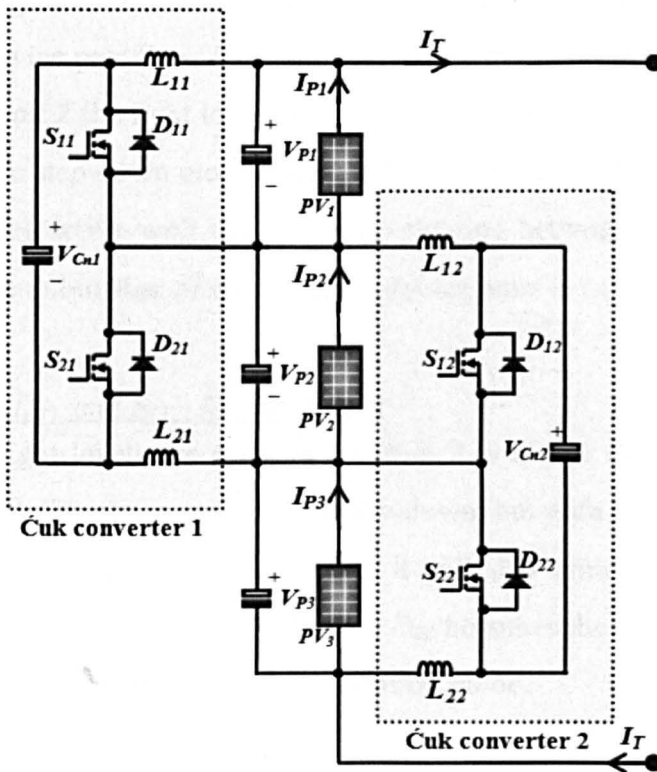 I_T
L_11
I_P1
S_11
D_11
+
V_P1
−
PV_1
+
V_Cn1
−
L_12
I_P2
S_21
D_21
+
V_P2
−
PV_2
S_12
D_12
+
V_Cn2
−
L_21
I_P3
Ćuk converter 1
S_22
D_22
+
V_P3
−
PV_3
L_22
Ćuk converter 2
I_T